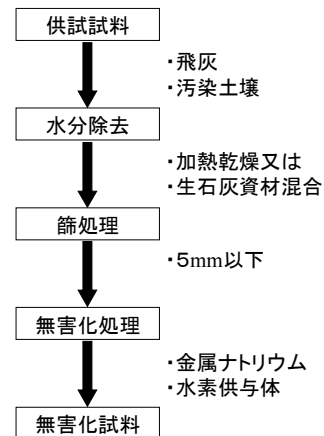 供試試料
・飛灰
・汚染土壌
水分除去
・加熱乾燥又は
・生石灰資材混合
篩処理
・5mm以下
無害化処理
・金属ナトリウム
・水素供与体
無害化試料